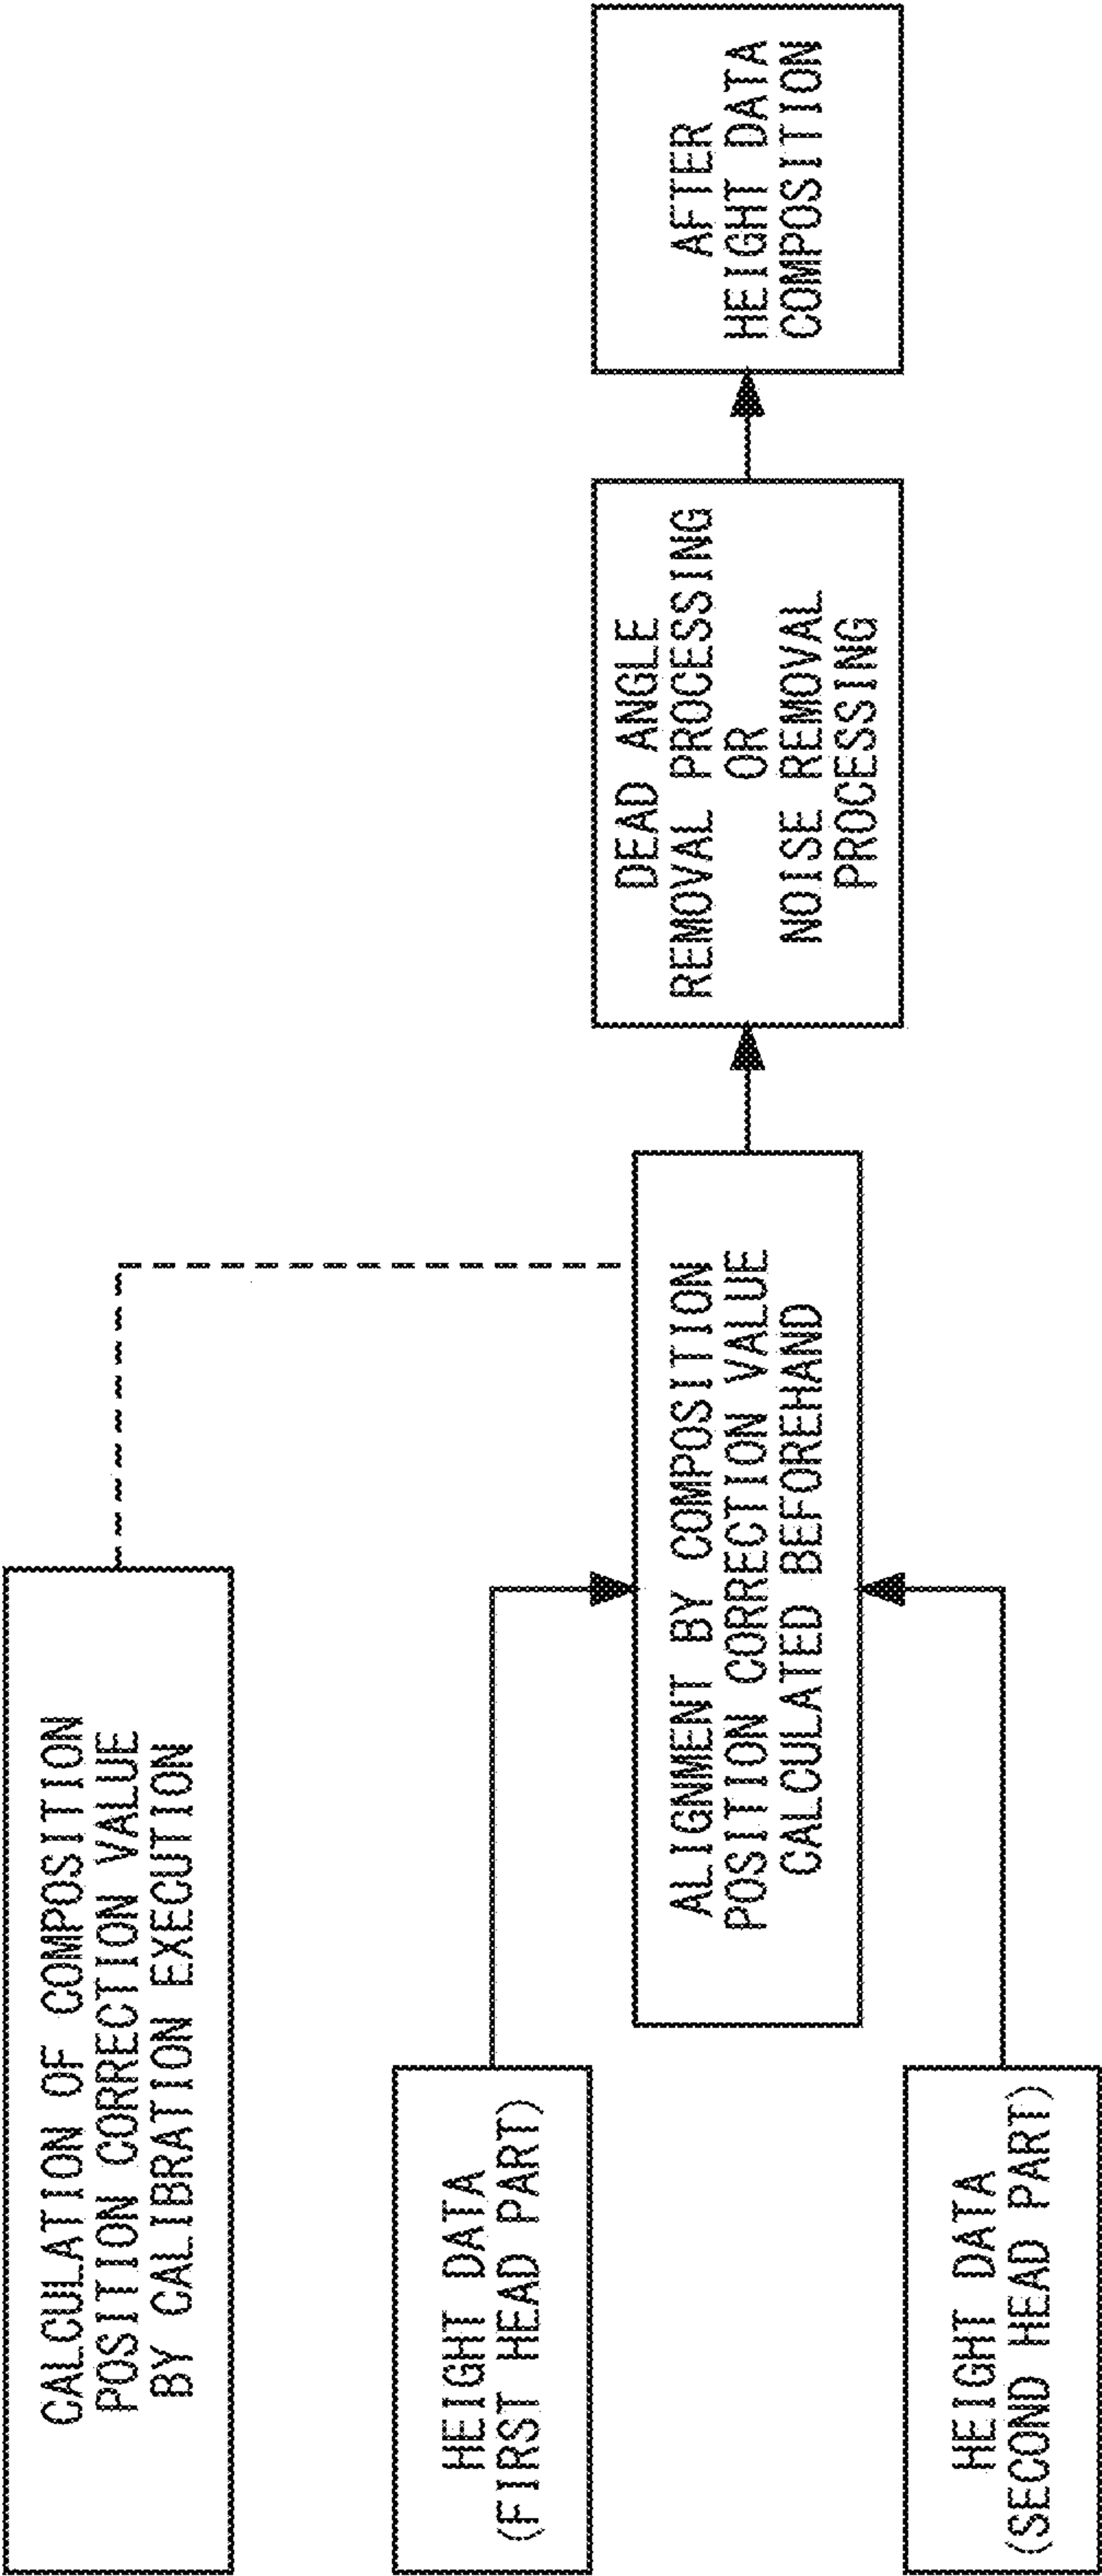 CALCULATION OF COMPOSITION
POSITION CORRECTION VALUE
BY CALIBRATION EXECUTION
HEIGHT DATA
(FIRST HEAD PART)
HEIGHT DATA
(SECOND HEAD PART)
ALIGNMENT BY COMPOSITION
POSITION CORRECTION VALUE
CALCULATED BEFOREHAND
DEAD ANGLE
REMOVAL PROCESSING
OR
NOISE REMOVAL
PROCESSING
AFTER
HEIGHT DATA
COMPOSITION